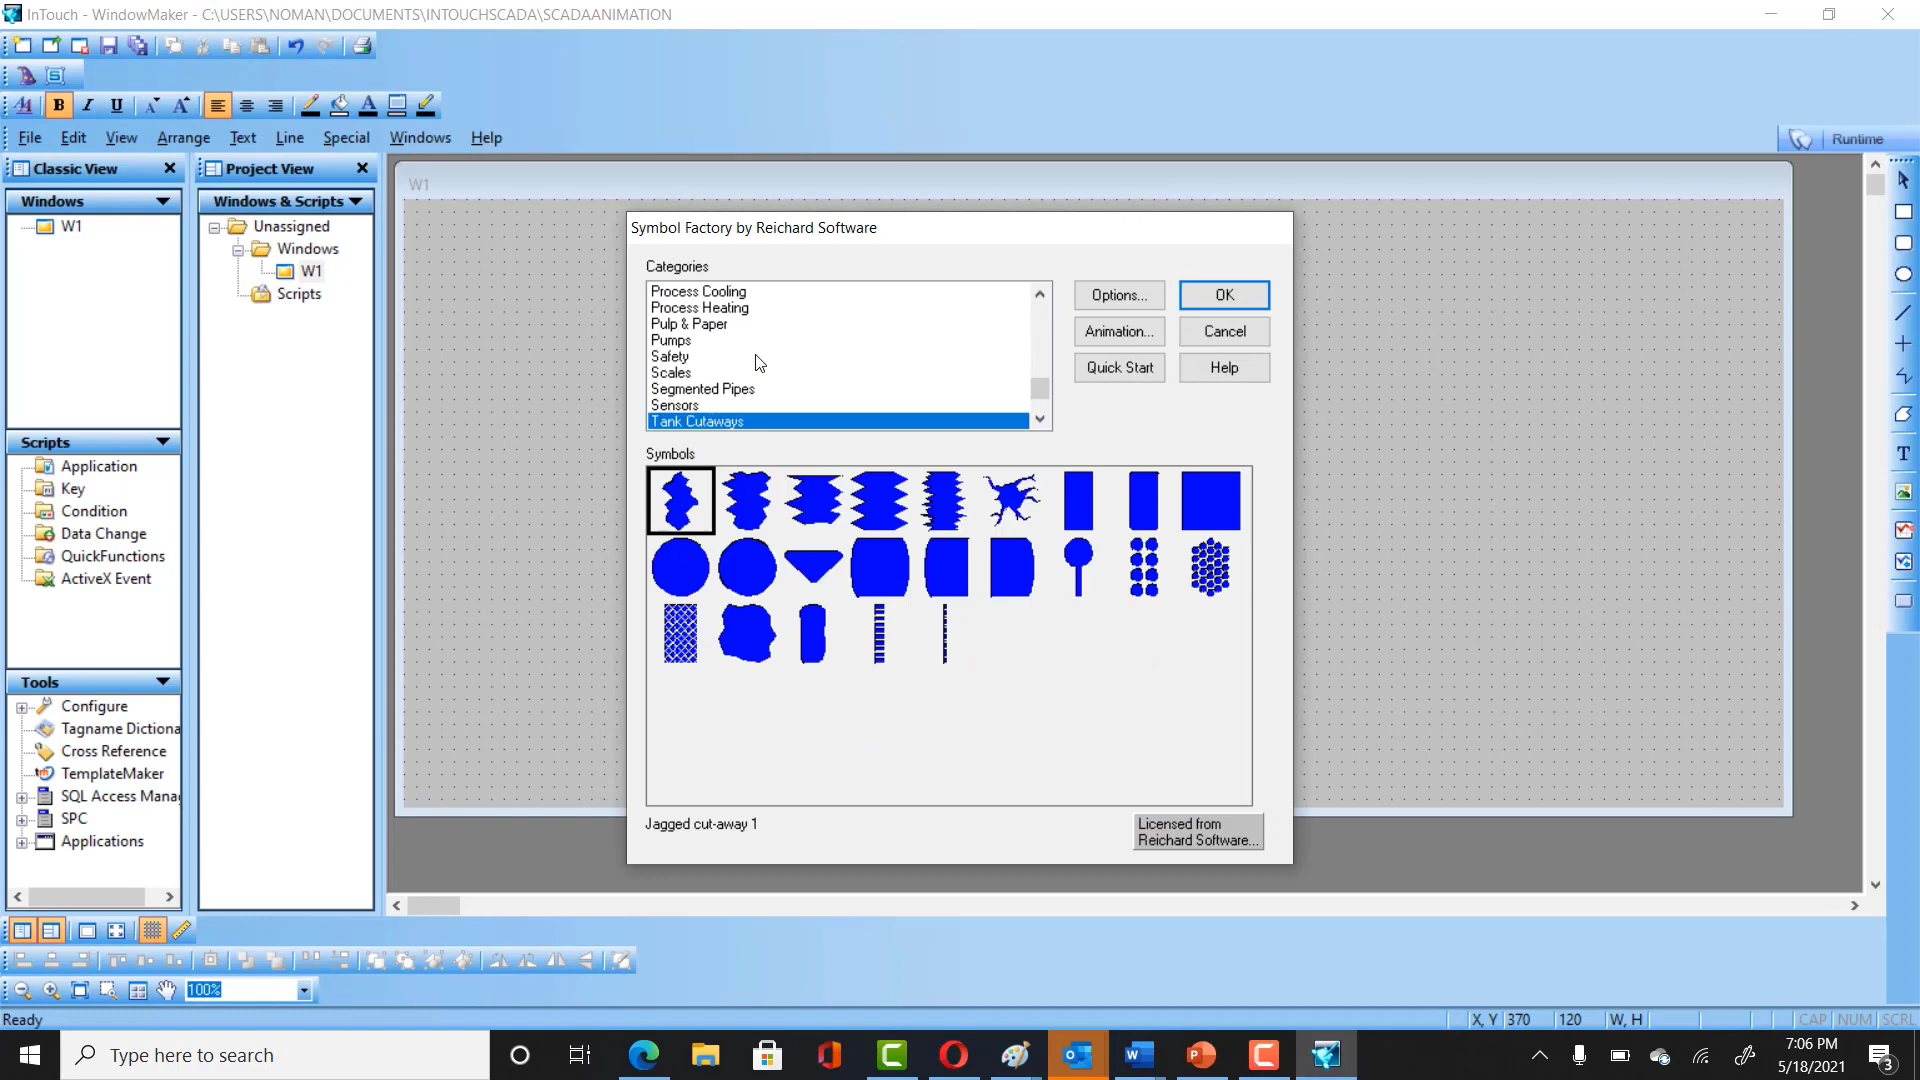 InTouch - WindowMaker - C:\USERS\NOMAN\DOCUMENTS\INTOUCHSCADA\SCADAANIMATION
B I U A A A
File Edit View Arrange Text Line Special Windows Help
Runtime
Classic View
Project View
Windows
Windows & Scripts
W1
Unassigned
Windows
W1
Scripts
W1
Scripts
Application
Key
Condition
Data Change
QuickFunctions
ActiveX Event
Tools
Configure
Tagname Dictiona
Cross Reference
TemplateMaker
SQL Access Mana
SPC
Applications
Symbol Factory by Reichard Software
Categories
Process Cooling
Process Heating
Pulp & Paper
Pumps
Safety
Scales
Segmented Pipes
Sensors
Tank Cutaways
Options...
OK
Animation...
Cancel
Quick Start
Help
Symbols
Jagged cut-away 1
Licensed from
Reichard Software...
T
100%
Ready
X, Y 370 120 W, H CAP NUM SCRL
Type here to search
7:06 PM
5/18/2021
3